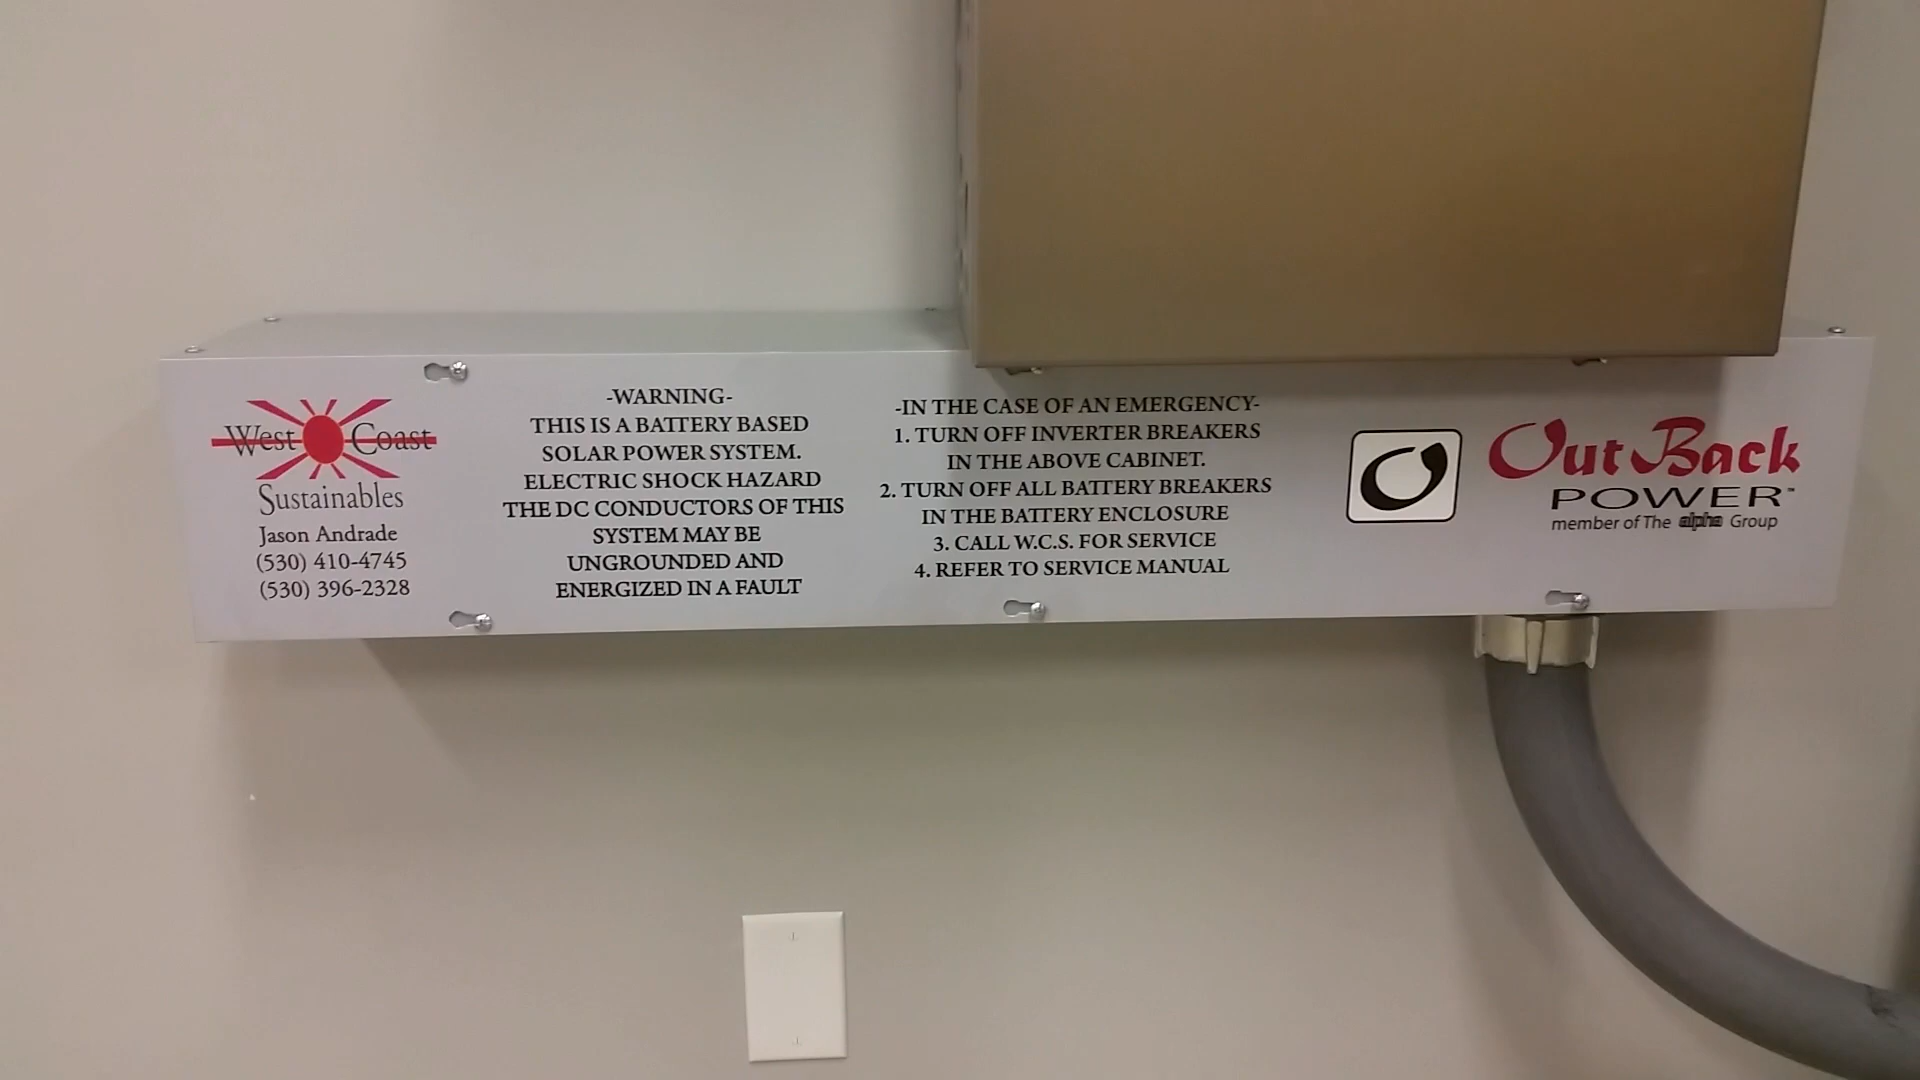 West Coast
Sustainables
Jason Andrade
(530) 410-4745
(530) 396-2328
-WARNING-
THIS IS A BATTERY BASED
SOLAR POWER SYSTEM.
ELECTRIC SHOCK HAZARD
THE DC CONDUCTORS OF THIS
SYSTEM MAY BE
UNGROUNDED AND
ENERGIZED IN A FAULT
-IN THE CASE OF AN EMERGENCY-
1. TURN OFF INVERTER BREAKERS
IN THE ABOVE CABINET.
2. TURN OFF ALL BATTERY BREAKERS
IN THE BATTERY ENCLOSURE
3. CALL W.C.S. FOR SERVICE
4. REFER TO SERVICE MANUAL
OutBack
POWER™
member of The alpha Group